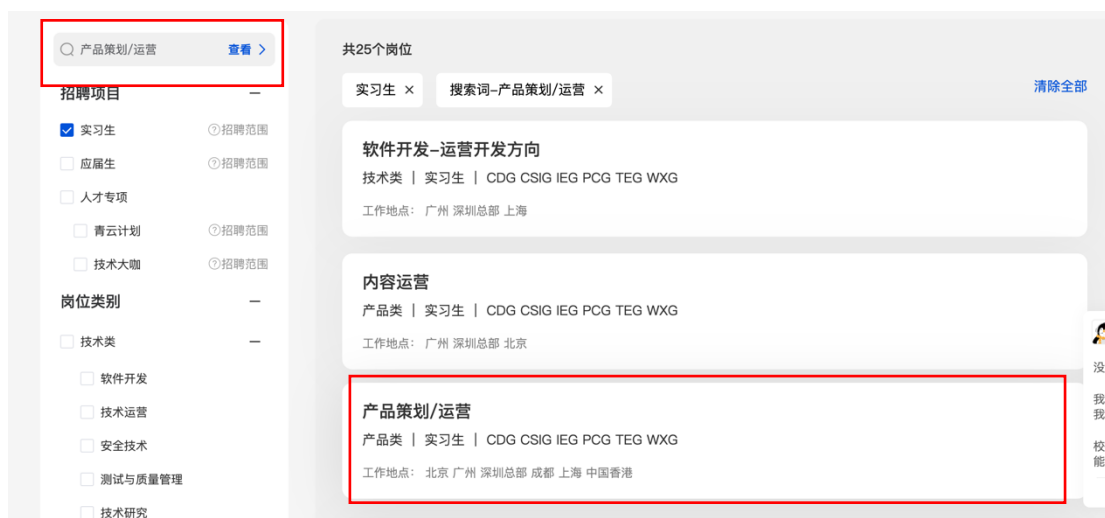 产品策划/运营 查看 >
招聘项目 —
实习生 ?招聘范围
应届生 ?招聘范围
人才专项
青云计划 ?招聘范围
技术大咖 ?招聘范围
岗位类别 —
技术类 —
软件开发
技术运营
安全技术
测试与质量管理
技术研究
共25个岗位
实习生 × 搜索词-产品策划/运营 × 清除全部
软件开发-运营开发方向
技术类 | 实习生 | CDG CSIG IEG PCG TEG WXG
工作地点: 广州 深圳总部 上海
内容运营
产品类 | 实习生 | CDG CSIG IEG PCG TEG WXG
工作地点: 广州 深圳总部 北京
产品策划/运营
产品类 | 实习生 | CDG CSIG IEG PCG TEG WXG
工作地点: 北京 广州 深圳总部 成都 上海 中国香港
没
我
我
校
能